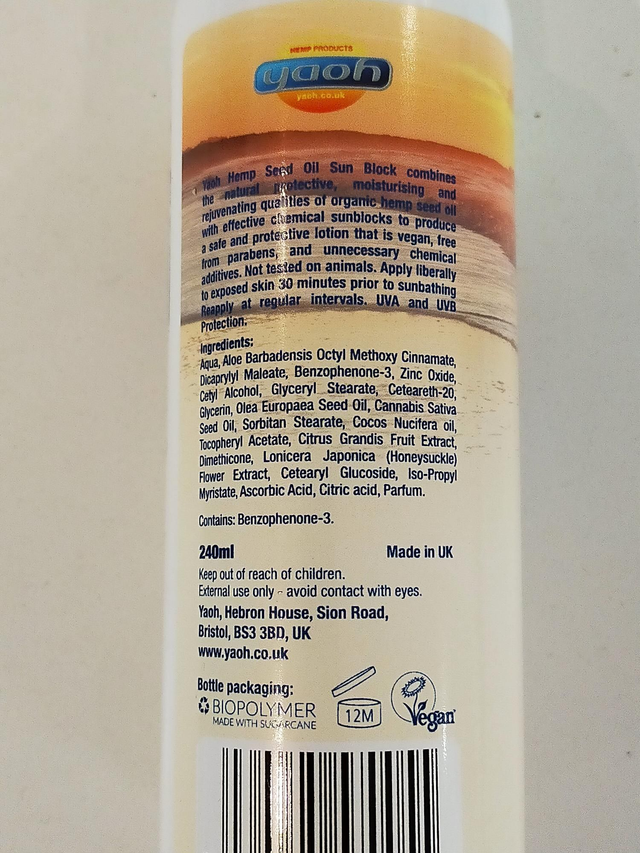 HEMP PRODUCTS
yaoh
yaoh.co.uk
Yaoh Hemp Seed Oil Sun Block combines
the natural protective, moisturising and
rejuvenating qualities of organic hemp seed oil
with effective chemical sunblocks to produce
a safe and protective lotion that is vegan, free
from parabens, and unnecessary chemical
additives. Not tested on animals. Apply liberally
to exposed skin 30 minutes prior to sunbathing
Reapply at regular intervals. UVA and UVB
Protection.
Ingredients:
Aqua, Aloe Barbadensis Octyl Methoxy Cinnamate,
Dicaprylyl Maleate, Benzophenone-3, Zinc Oxide,
Cetyl Alcohol, Glyceryl Stearate, Ceteareth-20,
Glycerin, Olea Europaea Seed Oil, Cannabis Sativa
Seed Oil, Sorbitan Stearate, Cocos Nucifera oil,
Tocopheryl Acetate, Citrus Grandis Fruit Extract,
Dimethicone, Lonicera Japonica (Honeysuckle)
Flower Extract, Cetearyl Glucoside, Iso-Propyl
Myristate, Ascorbic Acid, Citric acid, Parfum.
Contains: Benzophenone-3.
240ml Made in UK
Keep out of reach of children.
External use only - avoid contact with eyes.
Yaoh, Hebron House, Sion Road,
Bristol, BS3 3BD, UK
www.yaoh.co.uk
Bottle packaging:
BIOPOLYMER
MADE WITH SUGARCANE
12M
Vegan